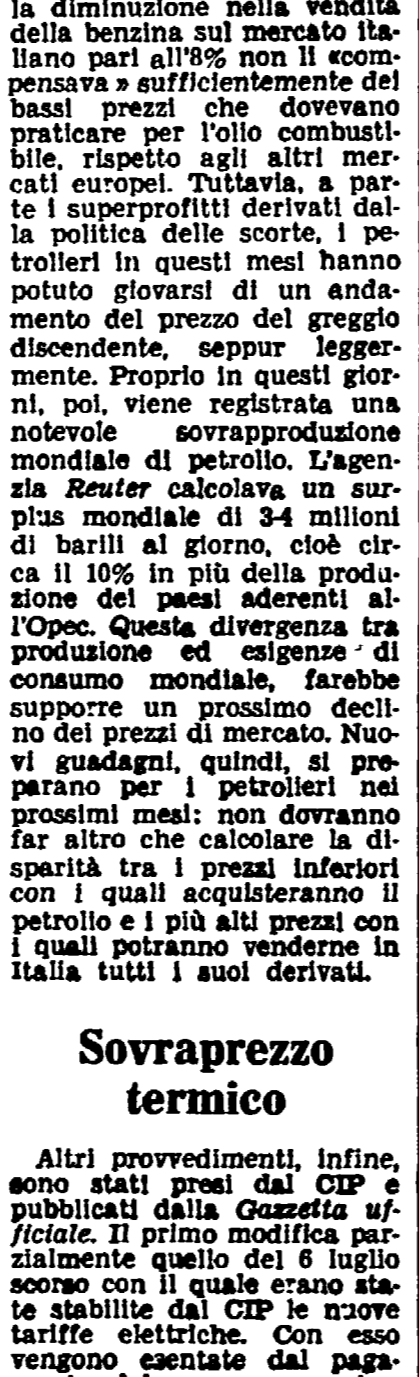 la diminuzione nella vendita
della benzina sul mercato ita-
liano pari all'8% non li «com-
pensava» sufficientemente dei
bassi prezzi che dovevano
praticare per l'olio combusti-
bile, rispetto agli altri mer-
cati europei. Tuttavia, a par-
te i superprofitti derivati dal-
la politica delle scorte, i pe-
trolieri in questi mesi hanno
potuto giovarsi di un anda-
mento del prezzo del greggio
discendente, seppur legger-
mente. Proprio in questi gior-
ni, poi, viene registrata una
notevole sovrapproduzione
mondiale di petrolio. L'agen-
zia Reuter calcolava un sur-
plus mondiale di 3-4 milioni
di barili al giorno, cioè cir-
ca il 10% in più della produ-
zione dei paesi aderenti al-
l'Opec. Questa divergenza tra
produzione ed esigenze di
consumo mondiale, farebbe
supporre un prossimo decli-
no dei prezzi di mercato. Nuo-
vi guadagni, quindi, si pre-
parano per i petrolieri nei
prossimi mesi: non dovranno
far altro che calcolare la di-
sparità tra i prezzi inferiori
con i quali acquisteranno il
petrolio e i più alti prezzi con
i quali potranno venderne in
Italia tutti i suoi derivati.
Sovraprezzo
termico
Altri provvedimenti, infine,
sono stati presi dal CIP e
pubblicati dalla Gazzetta uf-
ficiale. Il primo modifica par-
zialmente quello del 6 luglio
scorso con il quale erano sta-
te stabilite dal CIP le nuove
tariffe elettriche. Con esso
vengono esentate dal paga-